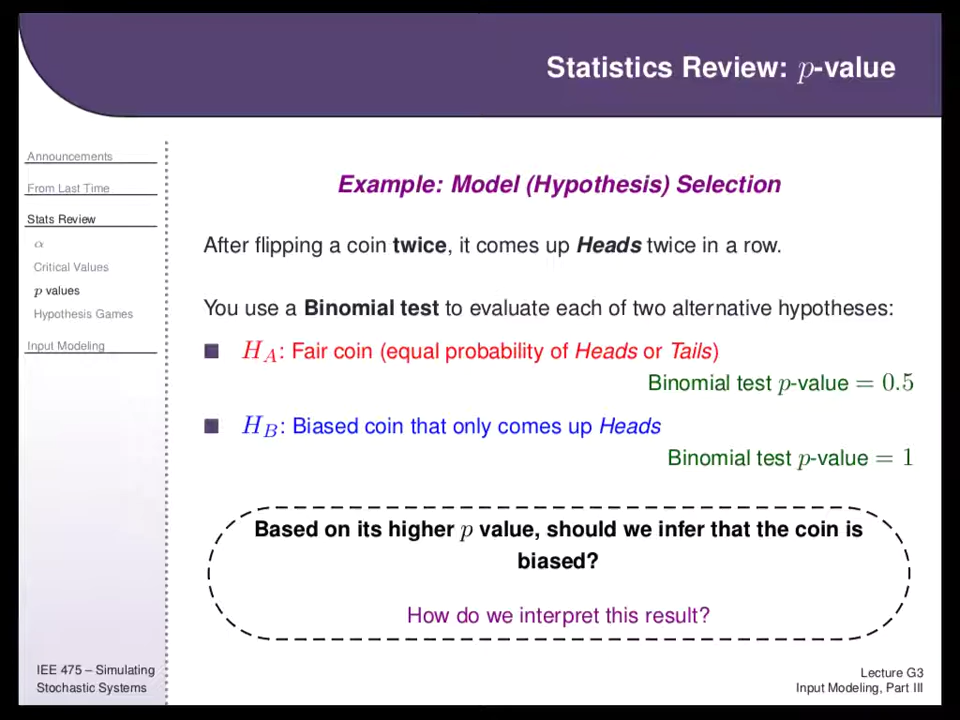 Statistics Review: p-value
Announcements
From Last Time
Stats Review
α
Critical Values
p values
Hypothesis Games
Input Modeling
Example: Model (Hypothesis) Selection
After flipping a coin twice, it comes up Heads twice in a row.
You use a Binomial test to evaluate each of two alternative hypotheses:
H_A: Fair coin (equal probability of Heads or Tails)
Binomial test p-value = 0.5
H_B: Biased coin that only comes up Heads
Binomial test p-value = 1
Based on its higher p value, should we infer that the coin is
biased?
How do we interpret this result?
IEE 475 – Simulating
Stochastic Systems
Lecture G3
Input Modeling, Part III